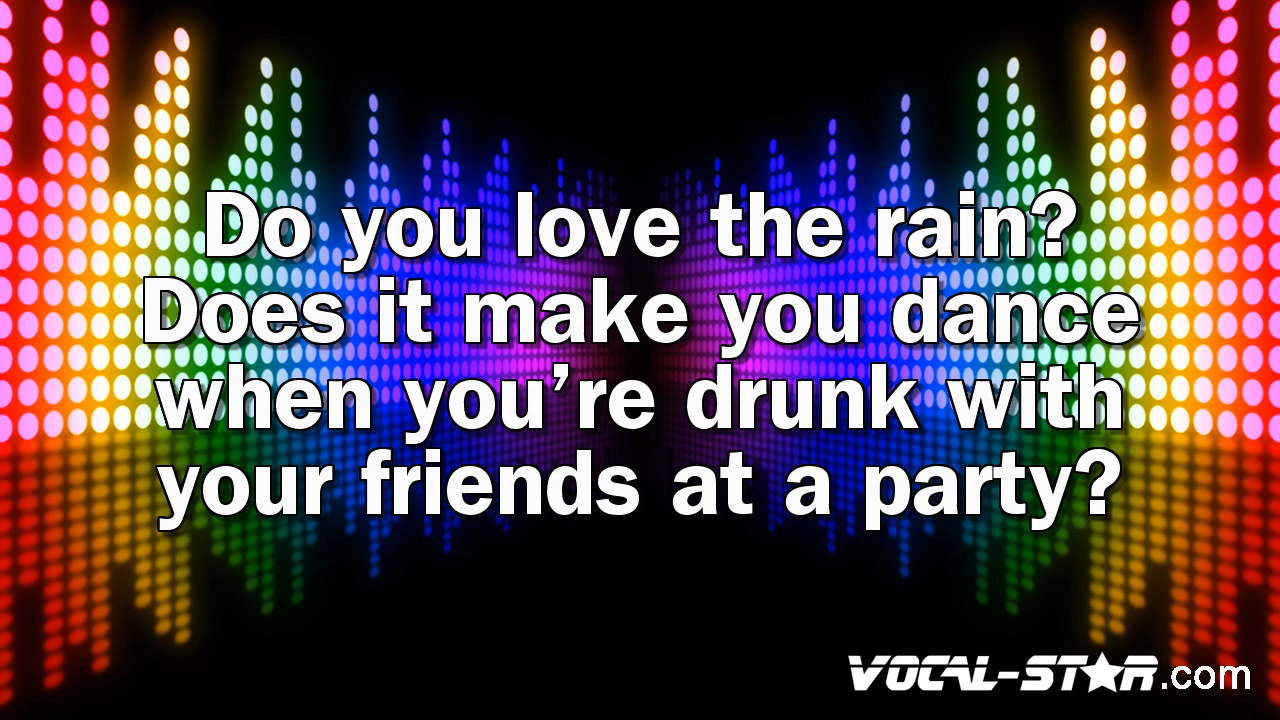 Do you love the rain?
Does it make you dance
when you're drunk with
your friends at a party?
VOCAL-STAR.com